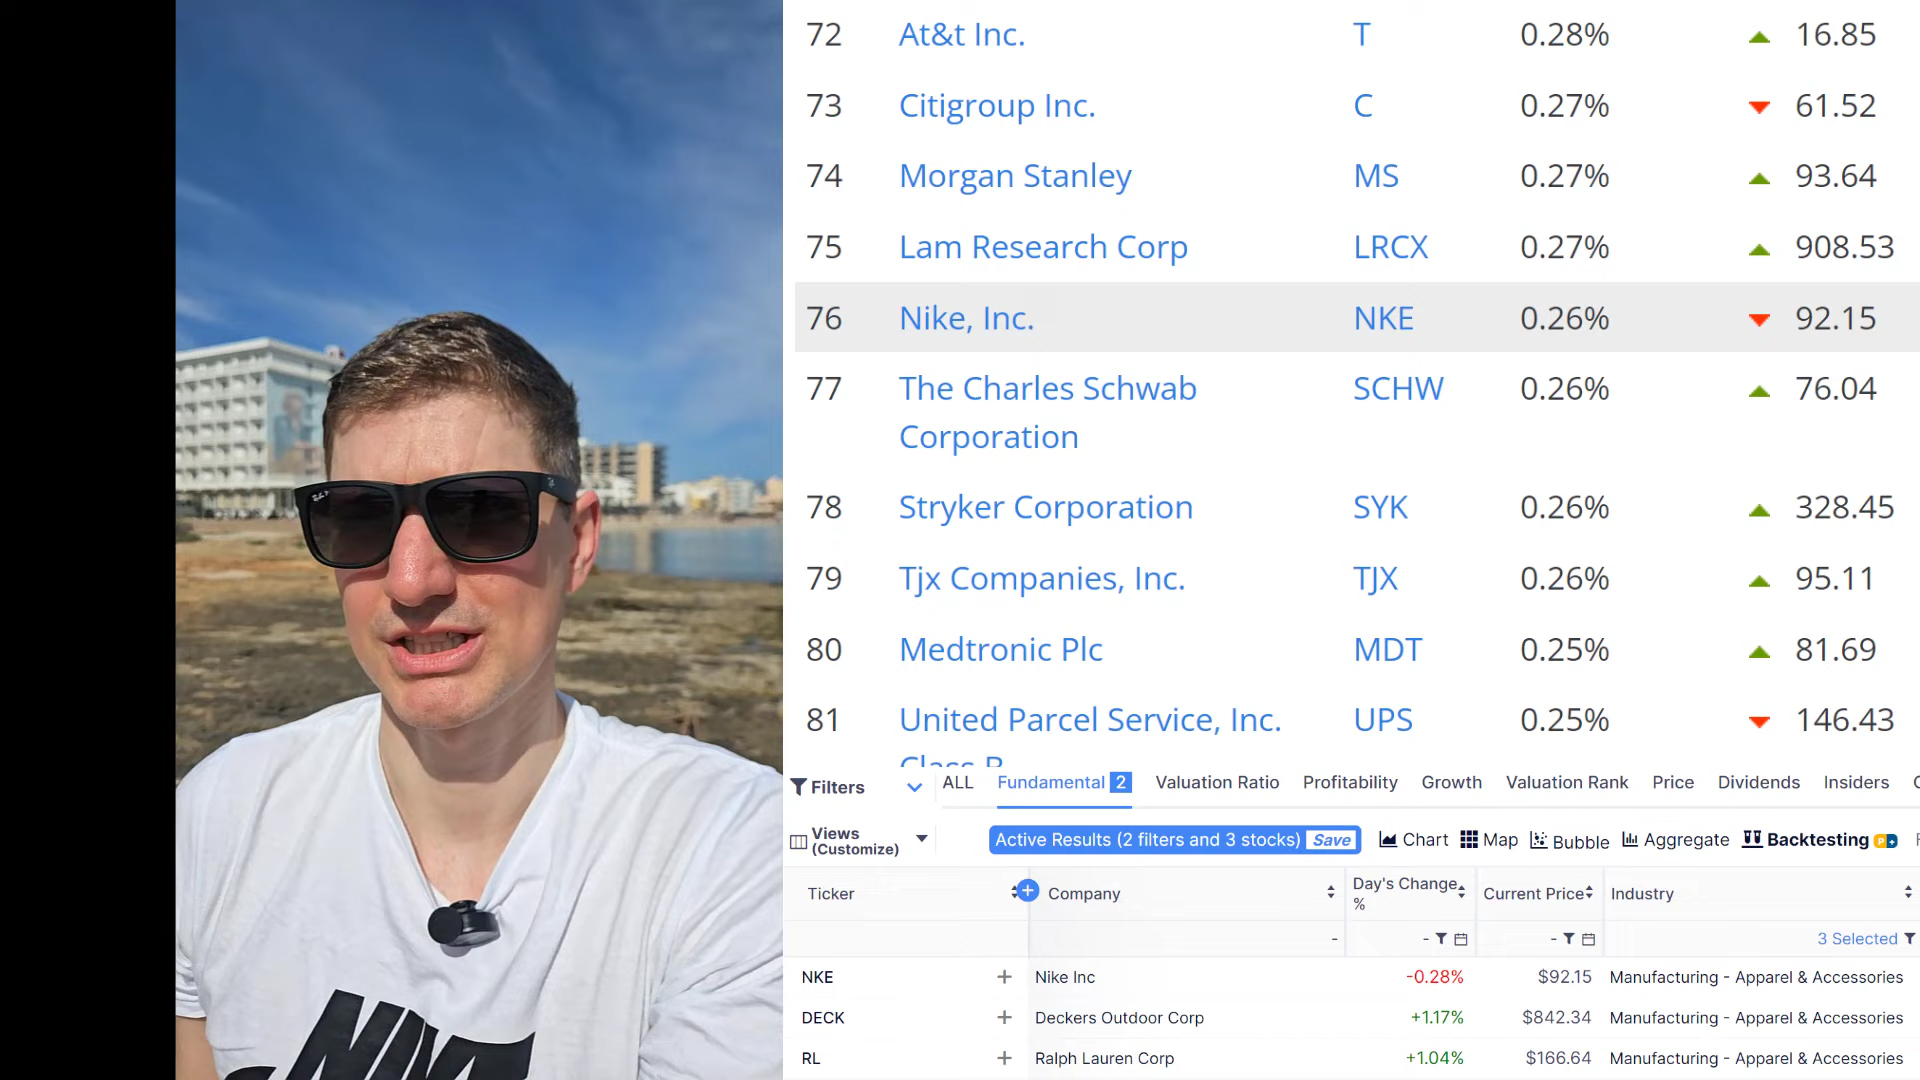 72 At&t Inc. T 0.28% 16.85
73 Citigroup Inc. C 0.27% 61.52
74 Morgan Stanley MS 0.27% 93.64
75 Lam Research Corp LRCX 0.27% 908.53
76 Nike, Inc. NKE 0.26% 92.15
77 The Charles Schwab SCHW 0.26% 76.04
Corporation
78 Stryker Corporation SYK 0.26% 328.45
79 Tjx Companies, Inc. TJX 0.26% 95.11
80 Medtronic Plc MDT 0.25% 81.69
81 United Parcel Service, Inc. UPS 0.25% 146.43
Class B
Filters ALL Fundamental 2 Valuation Ratio Profitability Growth Valuation Rank Price Dividends Insiders
Views
(Customize) Active Results (2 filters and 3 stocks) Save Chart Map Bubble Aggregate Backtesting
Ticker Company Day's Change Current Price Industry
%
- - - 3 Selected
NKE + Nike Inc -0.28% $92.15 Manufacturing - Apparel & Accessories
DECK + Deckers Outdoor Corp +1.17% $842.34 Manufacturing - Apparel & Accessories
RL + Ralph Lauren Corp +1.04% $166.64 Manufacturing - Apparel & Accessories